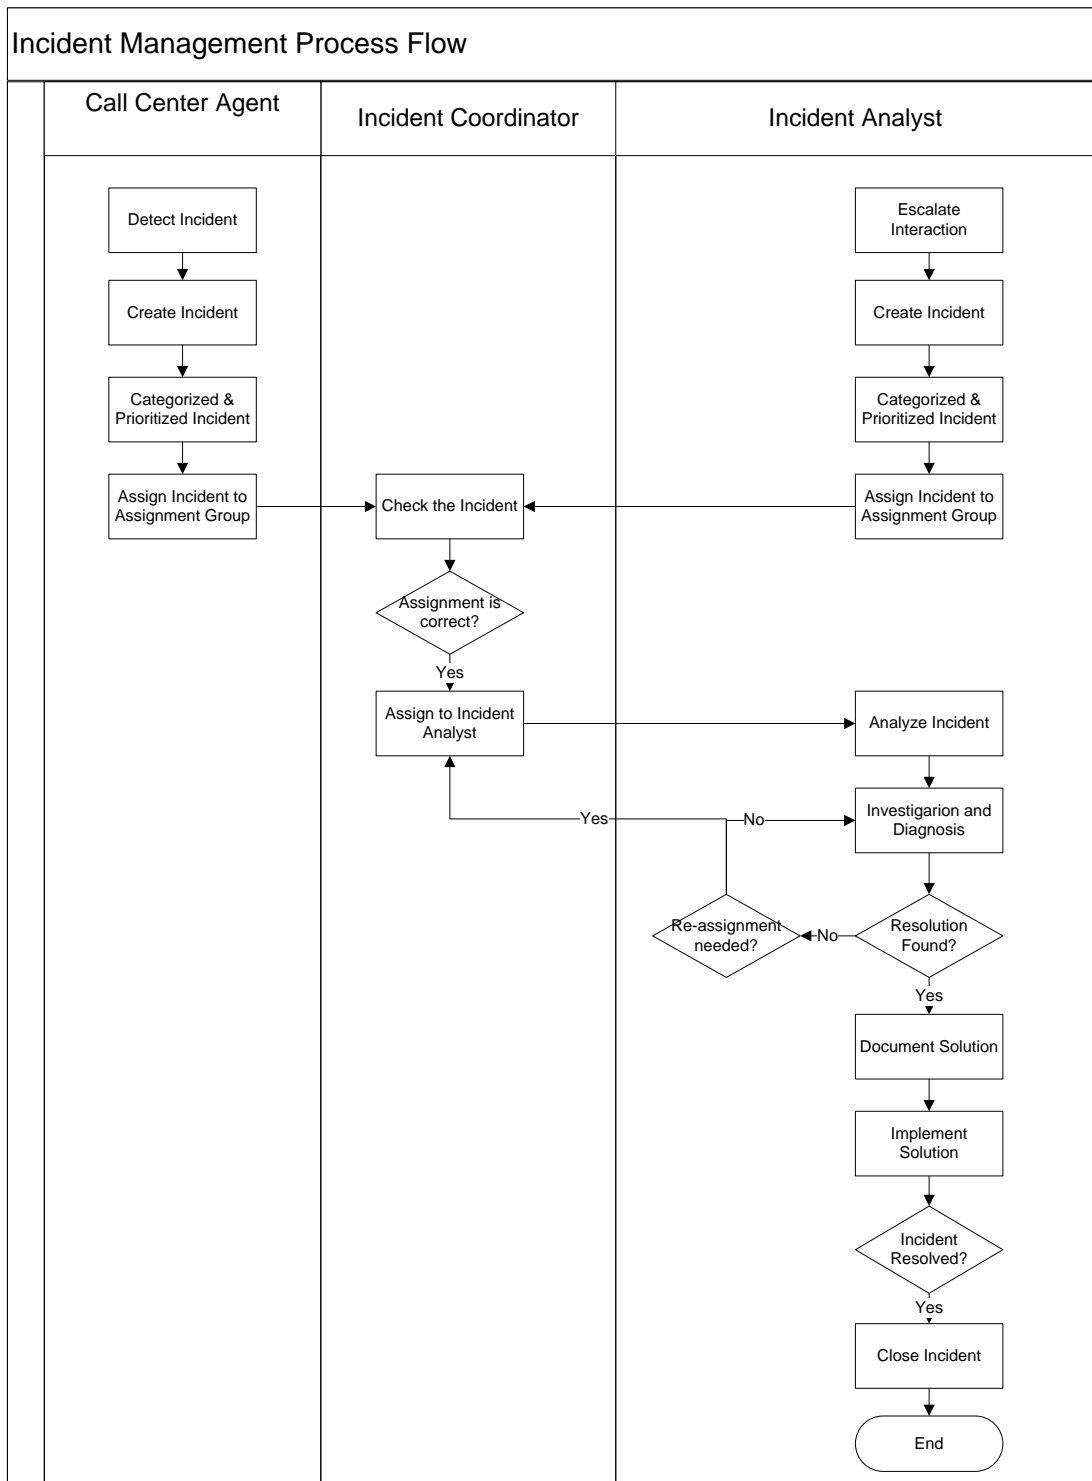 Incident Management Process Flow
Call Center Agent
Incident Coordinator
Incident Analyst
Detect Incident
Escalate
Interaction
Create Incident
Create Incident
Categorized &
Prioritized Incident
Categorized &
Prioritized Incident
Assign Incident to
Assignment Group
Check the Incident
Assign Incident to
Assignment Group
Assignment is
correct?
Yes
Assign to Incident
Analyst
Analyze Incident
Yes
No
Investigarion and
Diagnosis
Re-assignment
needed?
No
Resolution
Found?
Yes
Document Solution
Implement
Solution
Incident
Resolved?
Yes
Close Incident
End